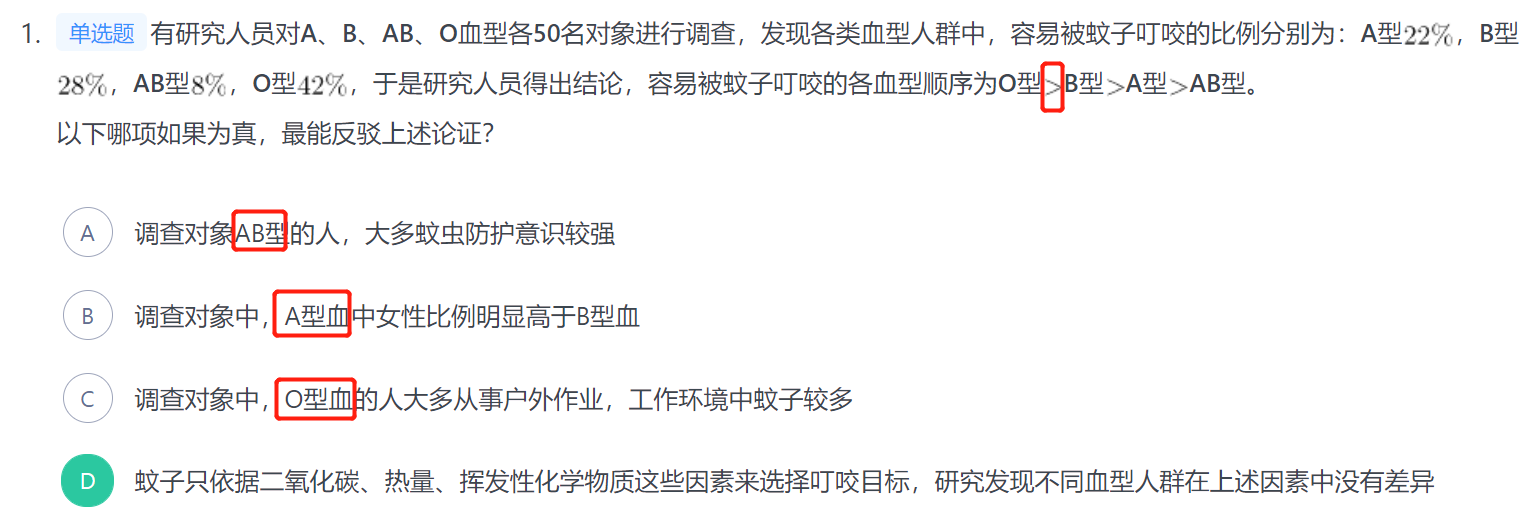 1. 单选题 有研究人员对A、B、AB、O血型各50名对象进行调查，发现各类血型人群中，容易被蚊子叮咬的比例分别为：A型22%，B型
28%，AB型8%，O型42%，于是研究人员得出结论，容易被蚊子叮咬的各血型顺序为O型>B型>A型>AB型。
以下哪项如果为真，最能反驳上述论证？
A 调查对象AB型的人，大多蚊虫防护意识较强
B 调查对象中，A型血中女性比例明显高于B型血
C 调查对象中，O型血的人大多从事户外作业，工作环境中蚊子较多
D 蚊子只依据二氧化碳、热量、挥发性化学物质这些因素来选择叮咬目标，研究发现不同血型人群在上述因素中没有差异